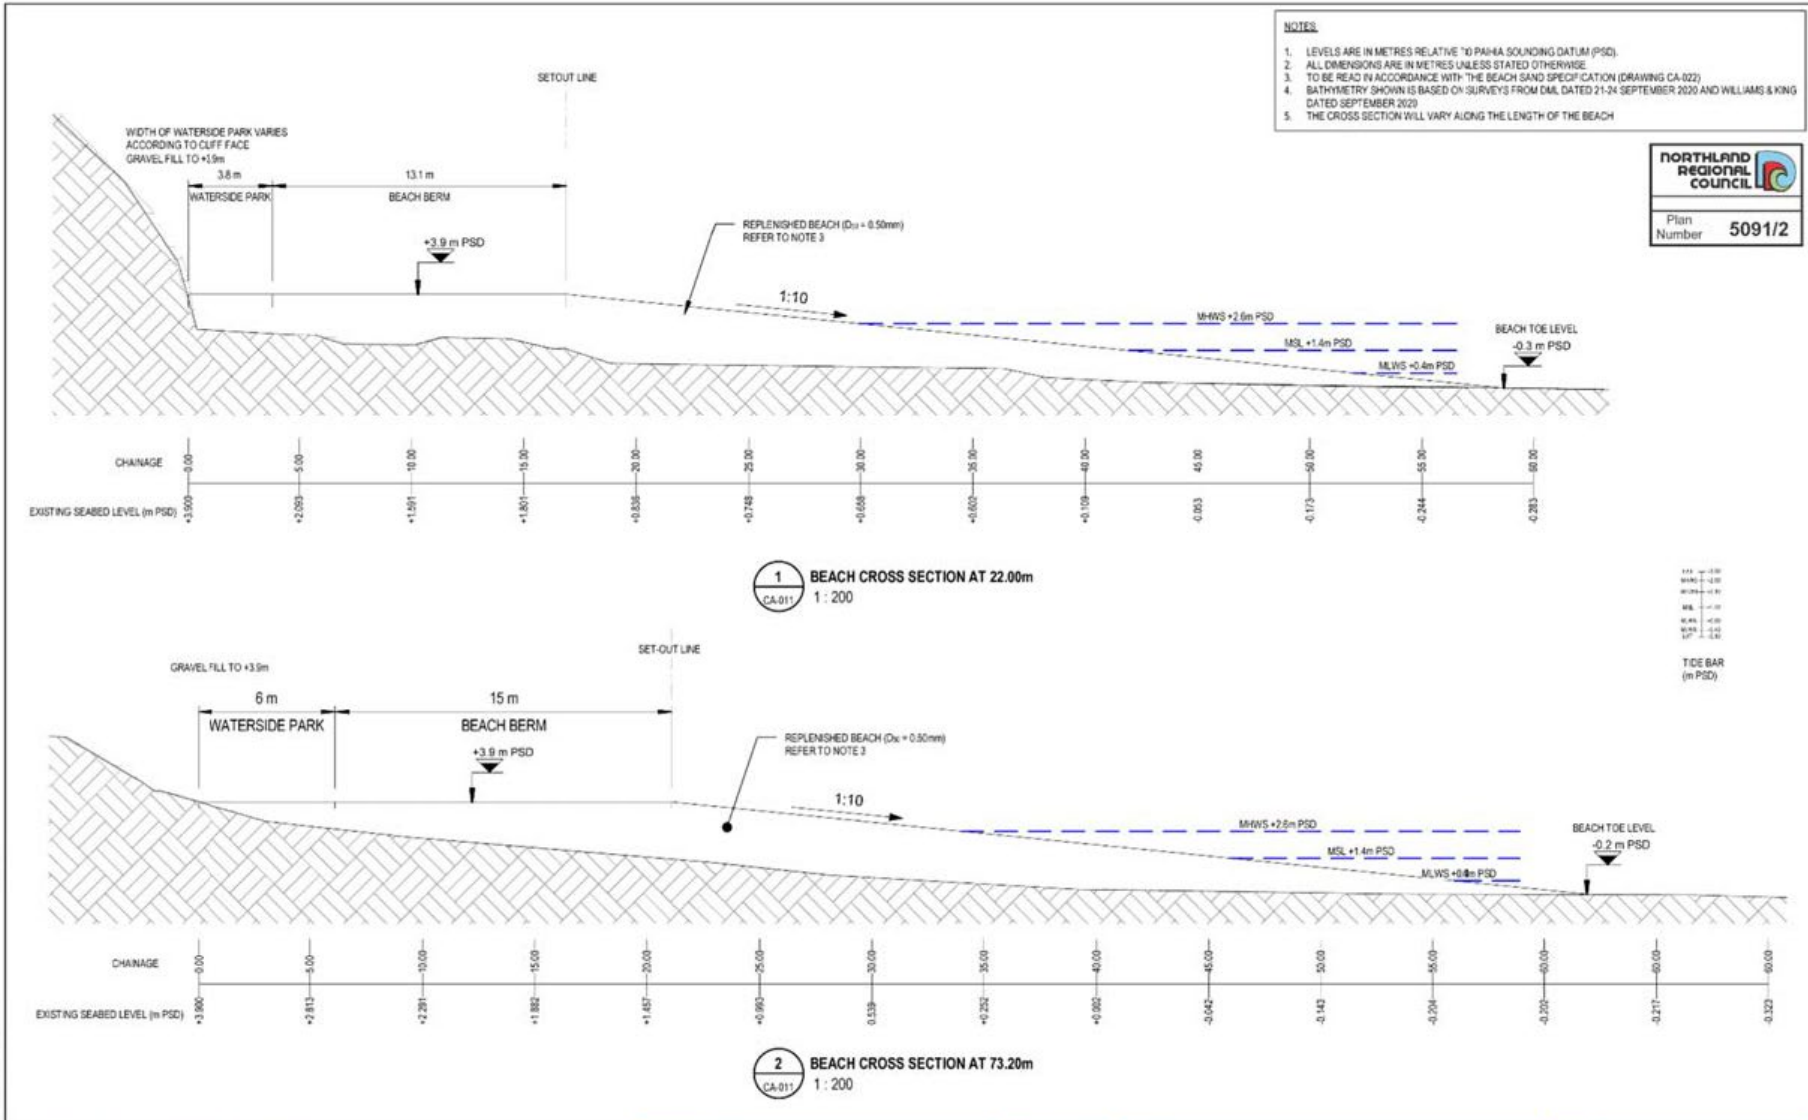 NOTES
1. LEVELS ARE IN METRES RELATIVE TO PAIHIA SOUNDING DATUM (PSD).
2. ALL DIMENSIONS ARE IN METRES UNLESS STATED OTHERWISE.
3. TO BE READ IN ACCORDANCE WITH THE BEACH SAND SPECIFICATION (DRAWING CA-022)
4. BATHYMETRY SHOWN IS BASED ON SURVEYS FROM DML DATED 21-24 SEPTEMBER 2020 AND WILLIAMS & KING
DATED SEPTEMBER 2020
5. THE CROSS SECTION WILL VARY ALONG THE LENGTH OF THE BEACH
NORTHLAND
REGIONAL
COUNCIL
Plan
Number 5091/2
SETOUT LINE
WIDTH OF WATERSIDE PARK VARIES
ACCORDING TO CLIFF FACE
GRAVEL FILL TO +3.9m
3.8 m 13.1 m
WATERSIDE PARK BEACH BERM
+3.9 m PSD
REPLENISHED BEACH (D50 = 0.50mm)
REFER TO NOTE 3
1:10
MHWS +2.6m PSD
MSL +1.4m PSD
MLWS +0.4m PSD
BEACH TOE LEVEL
-0.3 m PSD
CHAINAGE 0.00 5.00 10.00 15.00 20.00 25.00 30.00 35.00 40.00 45.00 50.00 55.00 60.00
EXISTING SEABED LEVEL (m PSD) +3.900 +2.093 +1.591 +1.801 +0.836 +0.748 +0.658 +0.602 +0.109 -0.053 -0.173 -0.244 -0.283
1
CA-011
BEACH CROSS SECTION AT 22.00m
1 : 200
MSL
TIDE BAR
(m PSD)
SET-OUT LINE
GRAVEL FILL TO +3.9m
6 m 15 m
WATERSIDE PARK BEACH BERM
+3.9 m PSD
REPLENISHED BEACH (D50 = 0.50mm)
REFER TO NOTE 3
1:10
MHWS +2.6m PSD
MSL +1.4m PSD
MLWS PSD
BEACH TOE LEVEL
-0.2 m PSD
CHAINAGE 0.00 5.00 10.00 15.00 20.00 25.00 30.00 35.00 40.00 45.00 50.00 55.00 60.00 60.00 60.00
EXISTING SEABED LEVEL (m PSD) +3.900 +2.813 +2.291 +1.882 +1.457 +0.993 0.539 +0.252 +0.002 -0.042 -0.143 -0.204 -0.202 -0.217 -0.323
2
CA-011
BEACH CROSS SECTION AT 73.20m
1 : 200